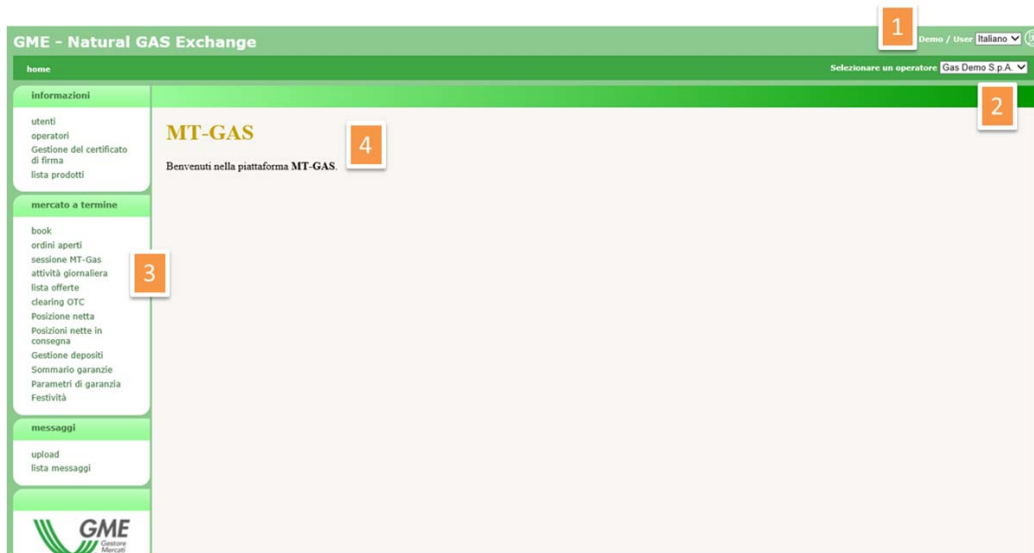 1
GME - Natural GAS Exchange
Demo / User Italiano
home
Selezionare un operatore Gas Demo S.p.A.
2
informazioni
utenti
operatori
Gestione del certificato
di firma
lista prodotti
MT-GAS
4
Benvenuti nella piattaforma MT-GAS.
mercato a termine
book
ordini aperti
sessione MT-Gas
attività giornaliera
3
lista offerte
clearing OTC
Posizione netta
Posizioni nette in
consegna
Gestione depositi
Sommario garanzie
Parametri di garanzia
Festività
messaggi
upload
lista messaggi
GME
Gestore
Mercati